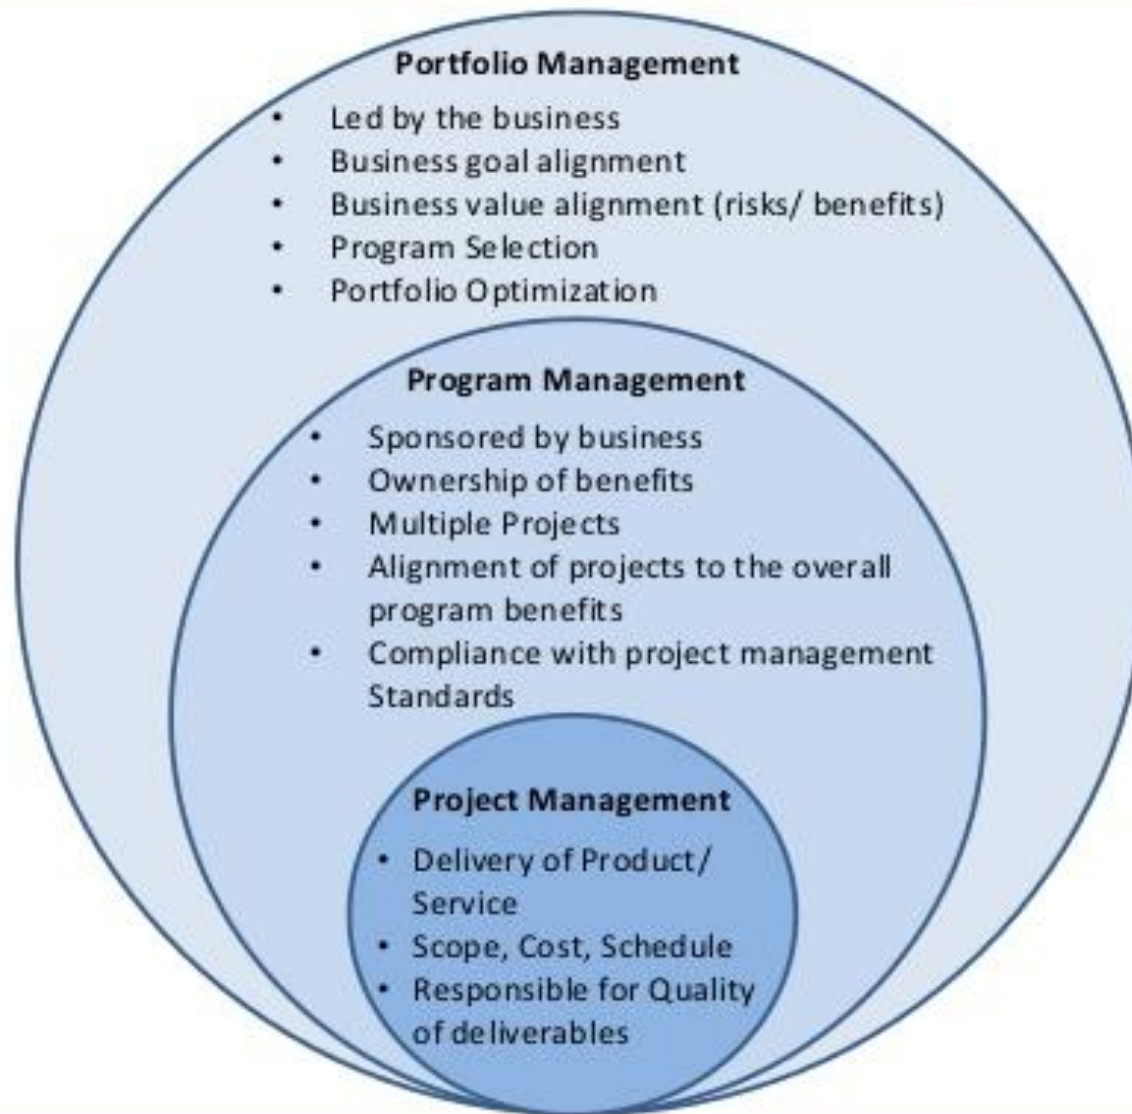 Portfolio Management
• Led by the business
• Business goal alignment
• Business value alignment (risks/ benefits)
• Program Selection
• Portfolio Optimization
Program Management
• Sponsored by business
• Ownership of benefits
• Multiple Projects
• Alignment of projects to the overall
program benefits
• Compliance with project management
Standards
Project Management
• Delivery of Product/
Service
• Scope, Cost, Schedule
• Responsible for Quality
of deliverables